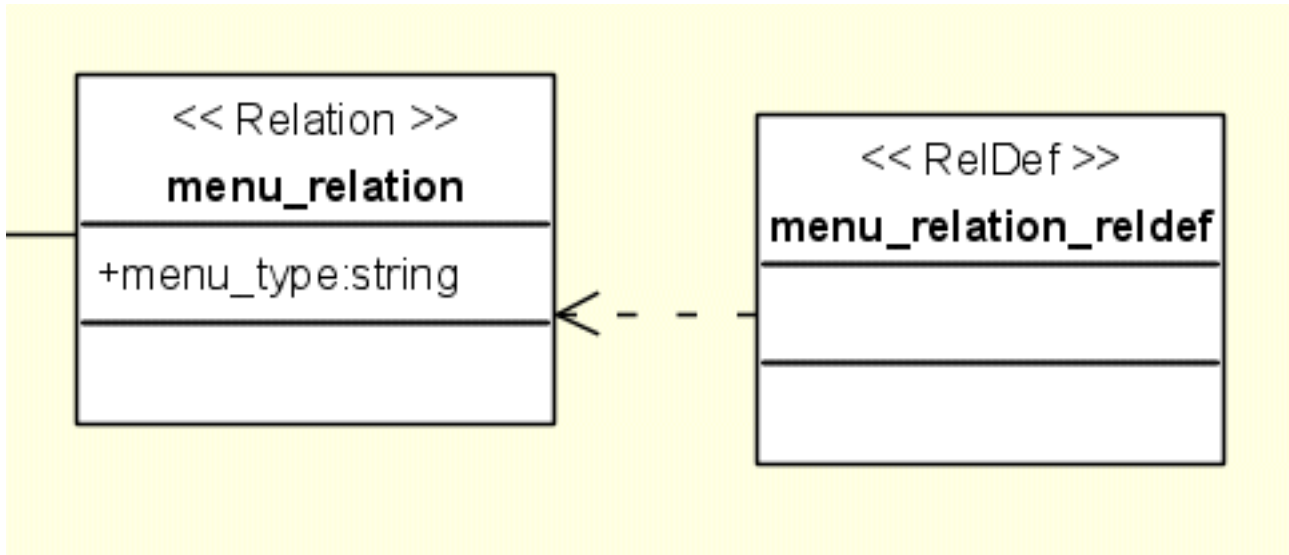 << Relation >>
menu_relation
+menu_type:string
<< RelDef >>
menu_relation_reldef